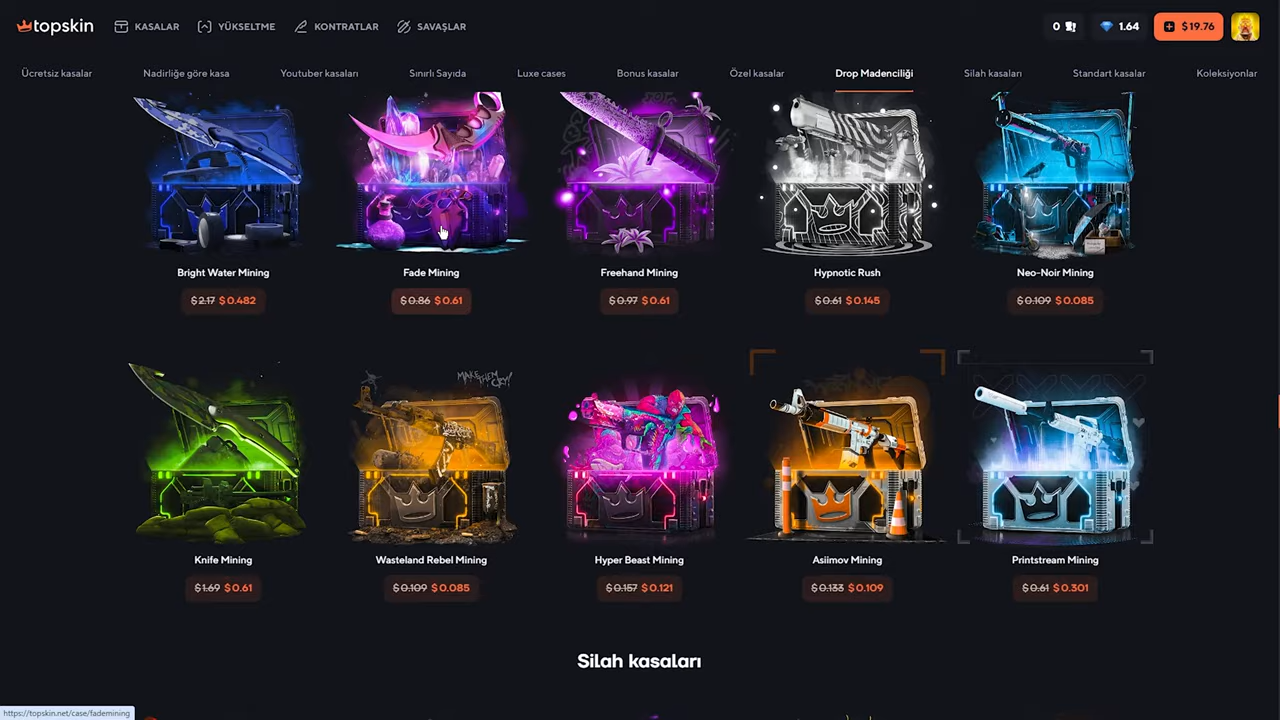 topskin
KASALAR
YÜKSELTME
KONTRATLAR
SAVAŞLAR
0
1.64
$19.76
Ücretsiz kasalar
Nadirliğe göre kasa
Youtuber kasaları
Sınırlı Sayıda
Luxe cases
Bonus kasalar
Özel kasalar
Drop Madenciliği
Silah kasaları
Standart kasalar
Koleksiyonlar
Bright Water Mining
Fade Mining
Freehand Mining
Hypnotic Rush
Neo-Noir Mining
$2.17 $0.482
$0.86 $0.61
$0.97 $0.61
$0.61 $0.145
$0.109 $0.085
MAKE THEM CRY!
Knife Mining
Wasteland Rebel Mining
Hyper Beast Mining
Asiimov Mining
Printstream Mining
$1.69 $0.61
$0.109 $0.085
$0.157 $0.121
$0.133 $0.109
$0.61 $0.301
Silah kasaları
https://topskin.net/case/fademining